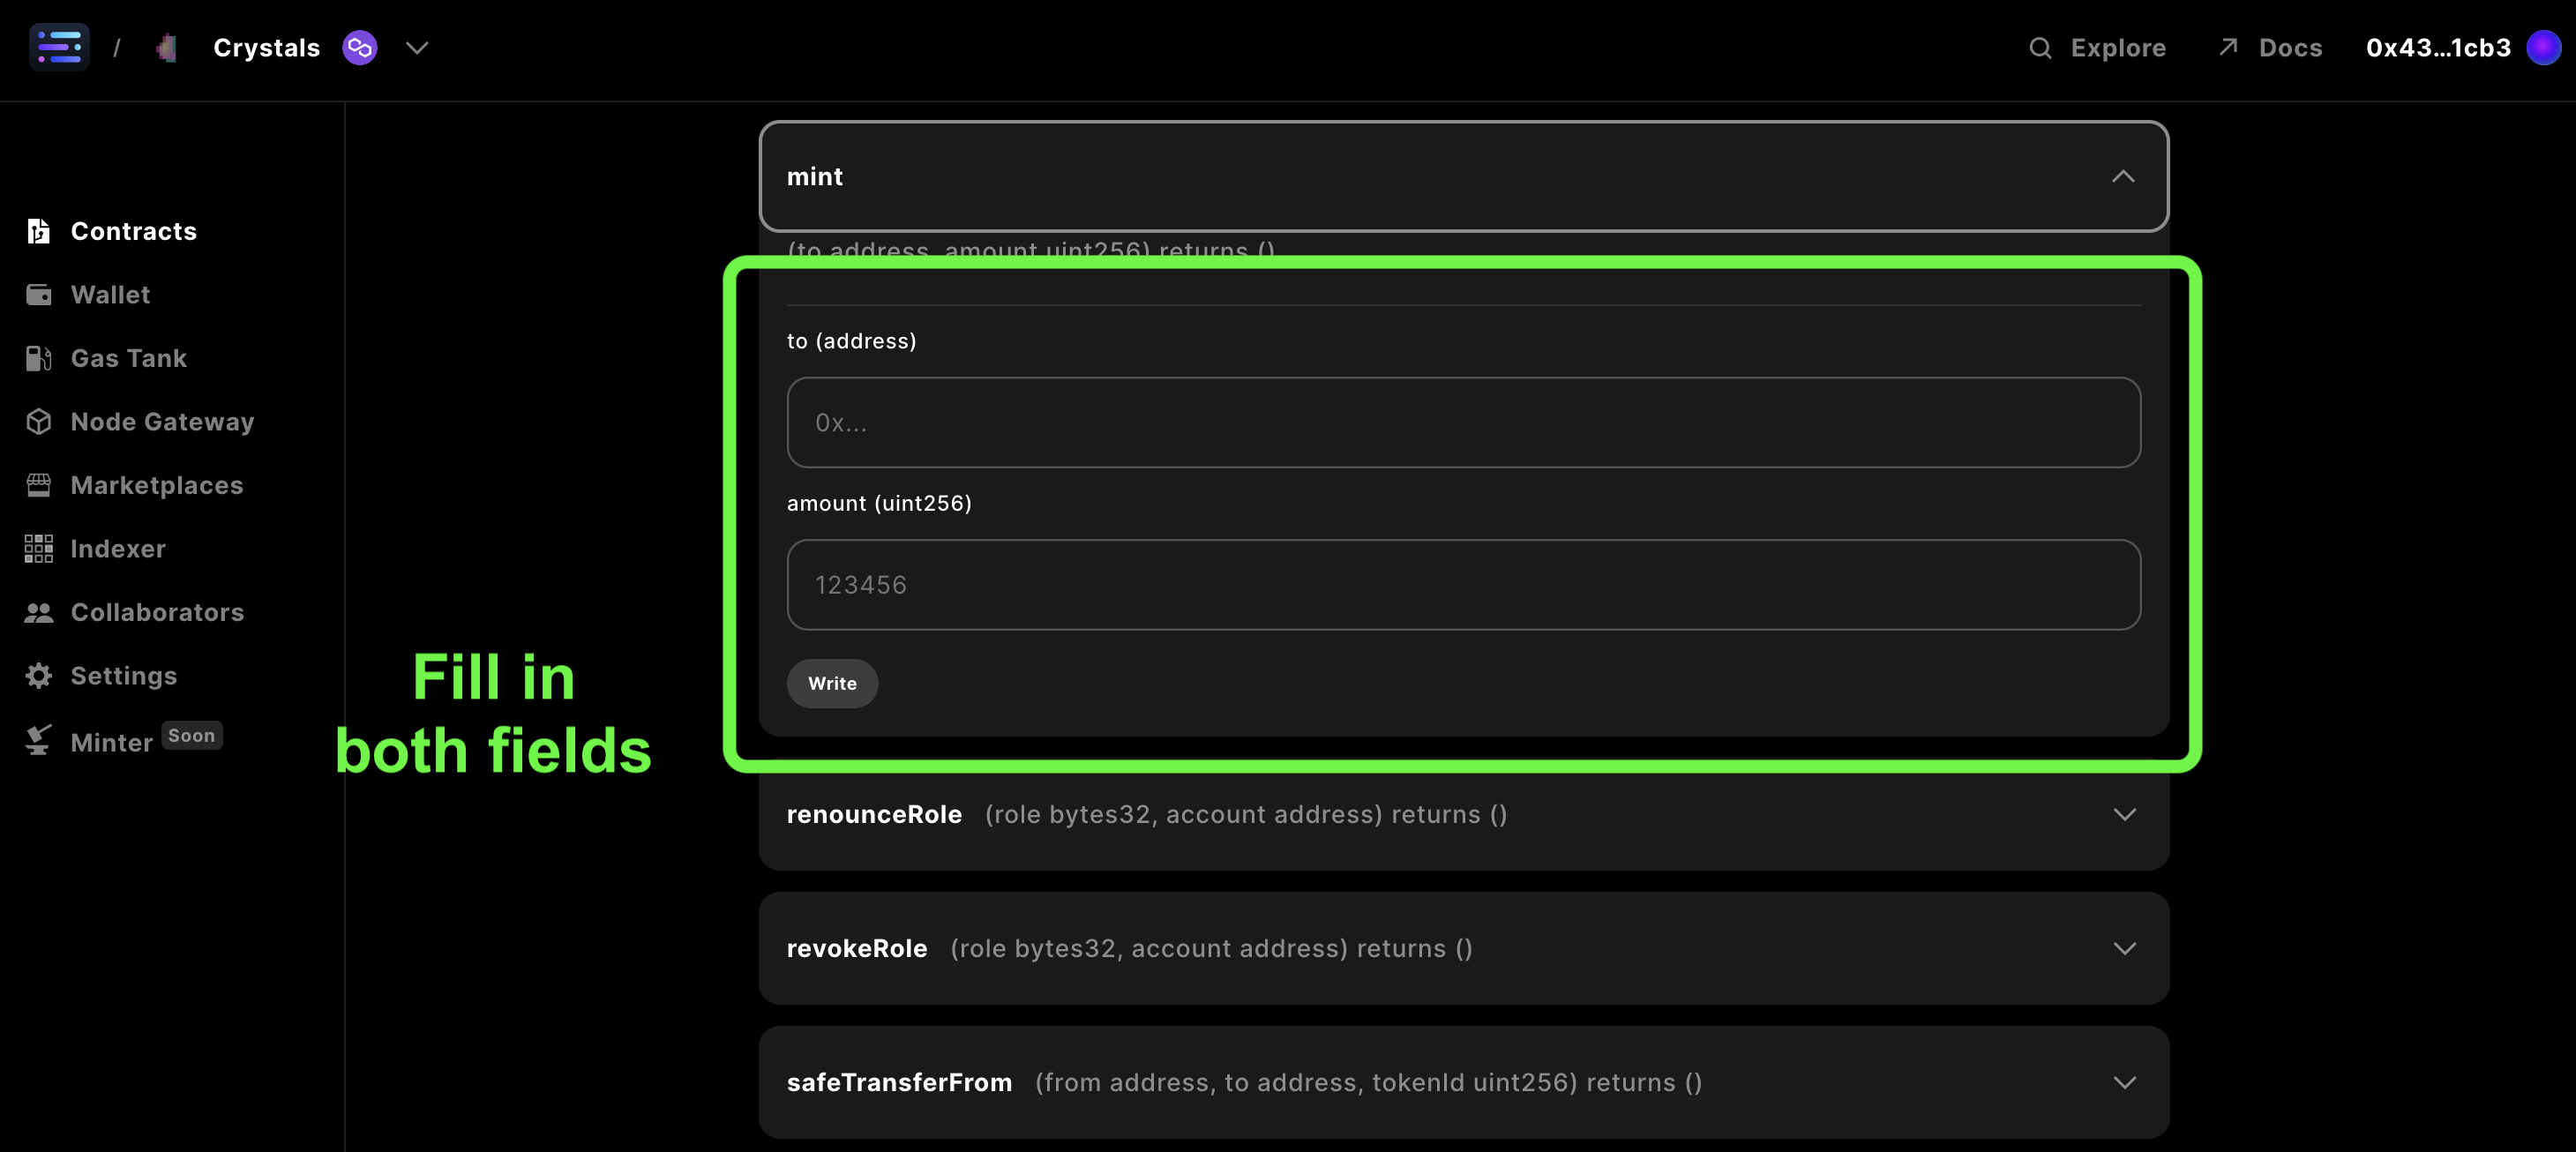 / Crystals
Explore
Docs
0x43...1cb3
Contracts
Wallet
Gas Tank
Node Gateway
Marketplaces
Indexer
Collaborators
Settings
Minter Soon
Fill in
both fields
mint
(to address, amount uint256) returns ()
to (address)
0x...
amount (uint256)
123456
Write
renounceRole (role bytes32, account address) returns ()
revokeRole (role bytes32, account address) returns ()
safeTransferFrom (from address, to address, tokenId uint256) returns ()